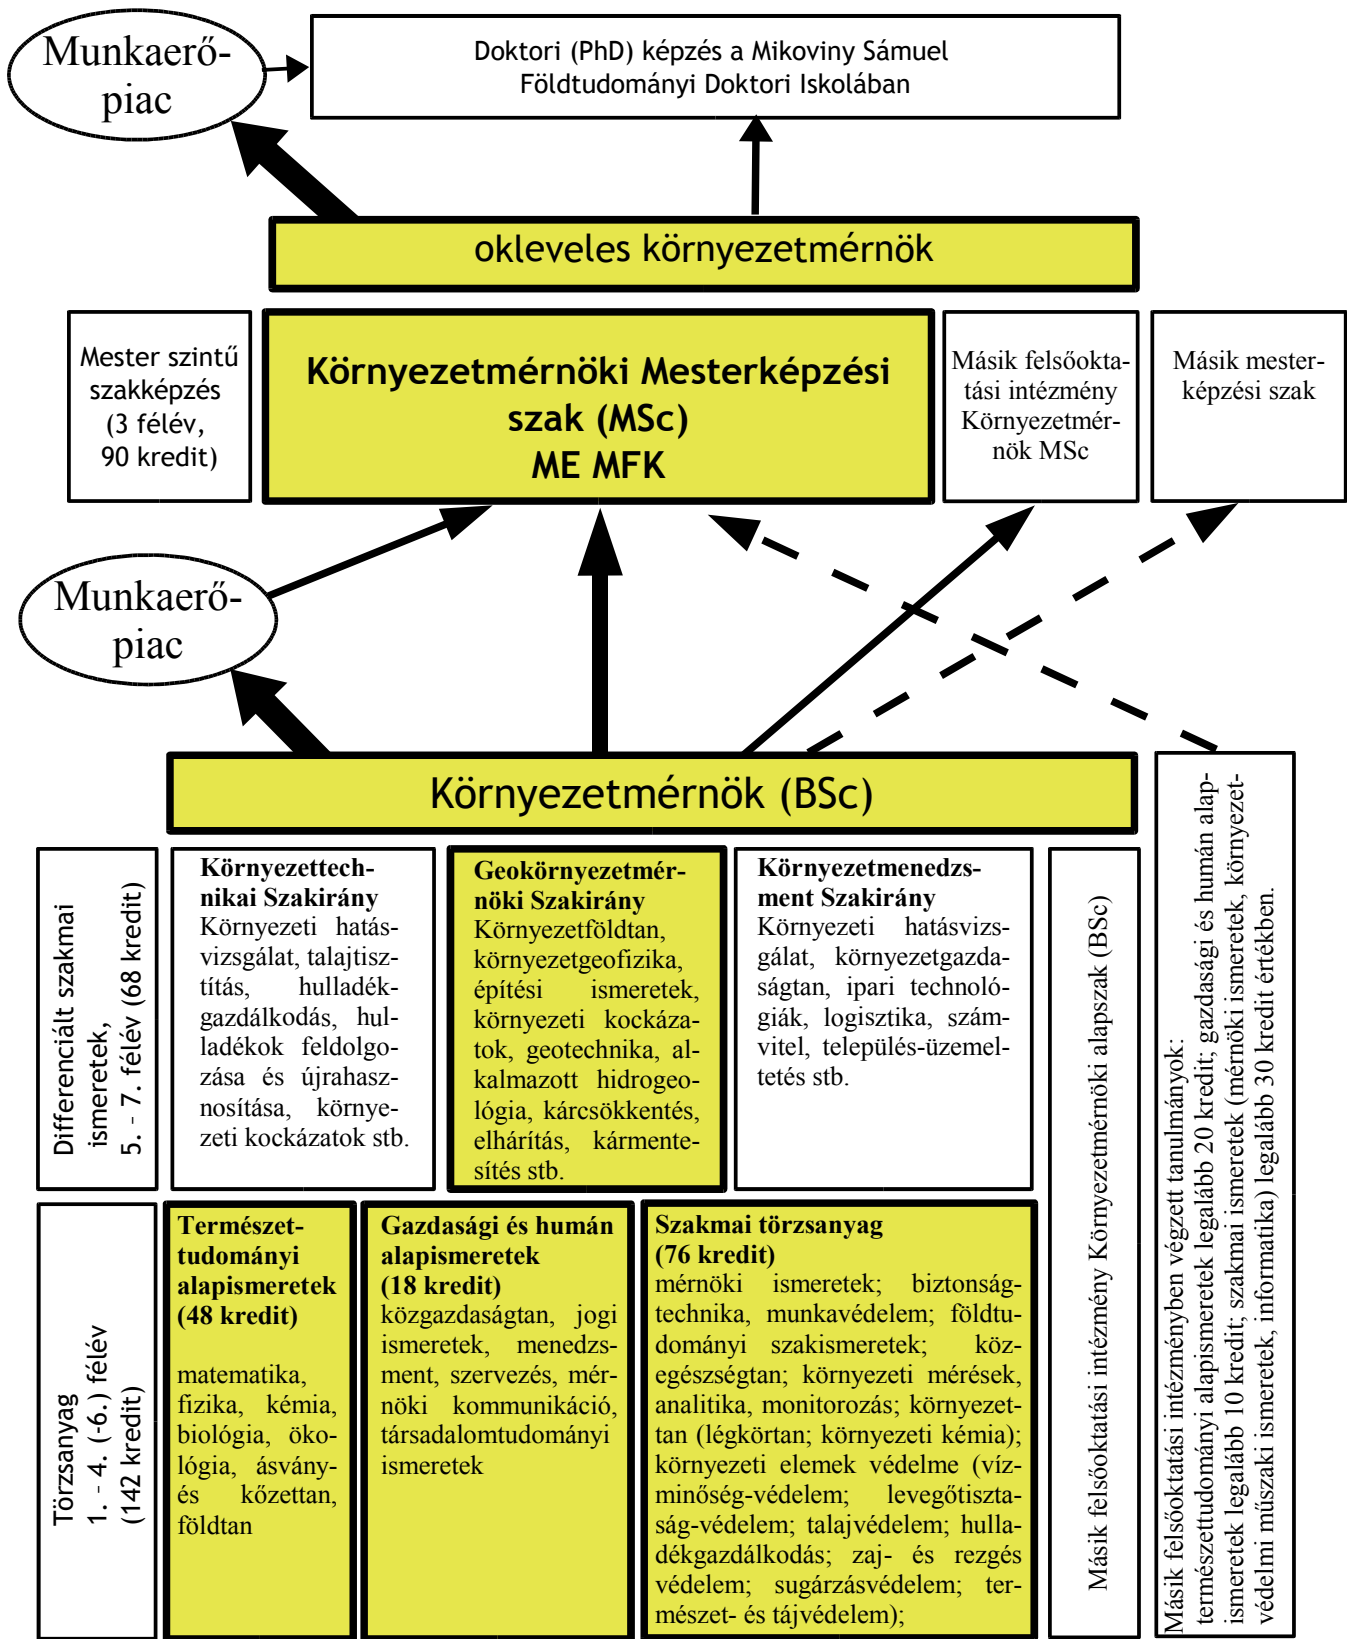 Munkaerő-
piac
Doktori (PhD) képzés a Mikoviny Sámuel
Földtudományi Doktori Iskolában
okleveles környezetmérnök
Mester szintű
szakképzés
(3 félév,
90 kredit)
Környezetmérnöki Mesterképzési
szak (MSc)
ME MFK
Másik felsőokta-
tási intézmény
Környezetmér-
nök MSc
Másik mester-
képzési szak
Munkaerő-
piac
Környezetmérnök (BSc)
Differenciált szakmai
ismeretek,
5. - 7. félév (68 kredit)
Környezettech-
nikai Szakirány
Környezeti hatás-
vizsgálat, talajtisz-
títás, hulladék-
gazdálkodás, hul-
ladékok feldolgo-
zása és újrahasz-
nosítása, környe-
zeti kockázatok stb.
Geokörnyezetmér-
nöki Szakirány
Környezetföldtan,
környezetgeofizika,
építési ismeretek,
környezeti kockáza-
tok, geotechnika, al-
kalmazott hidrogeo-
lógia, kárcsökkentés,
elhárítás, kármente-
sítés stb.
Környezetmenedzs-
ment Szakirány
Környezeti hatásvizs-
gálat, környezetgazda-
ságtan, ipari technoló-
giák, logisztika, szám-
vitel, település-üzemel-
tetés stb.
Törzsanyag
1. - 4. (-6.) félév
(142 kredit)
Természet-
tudományi
alapismeretek
(48 kredit)
matematika,
fizika, kémia,
biológia, öko-
lógia, ásvány-
és kőzettan,
földtan
Gazdasági és humán
alapismeretek
(18 kredit)
közgazdaságtan, jogi
ismeretek, menedzs-
ment, szervezés, mér-
nöki kommunikáció,
társadalomtudományi
ismeretek
Szakmai törzsanyag
(76 kredit)
mérnöki ismeretek; biztonság-
technika, munkavédelem; földtu-
dományi szakismeretek; köz-
egészségtan; környezeti mérések,
analitika, monitorozás; környezet-
tan (légkörtan; környezeti kémia);
környezeti elemek védelme (víz-
minőség-védelem; levegőtiszta-
ság-védelem; talajvédelem; hulla-
dékgazdálkodás; zaj- és rezgés
védelem; sugárzásvédelem; ter-
mészet- és tájvédelem);
Másik felsőoktatási intézmény Környezetmérnöki alapszak (BSc)
Másik felsőoktatási intézményben végzett tanulmányok:
természettudományi alapismeretek legalább 20 kredit; gazdasági és humán alap-
ismeretek legalább 10 kredit; szakmai ismeretek (mérnöki ismeretek, környezet-
védelmi műszaki ismeretek, informatika) legalább 30 kredit értékben.